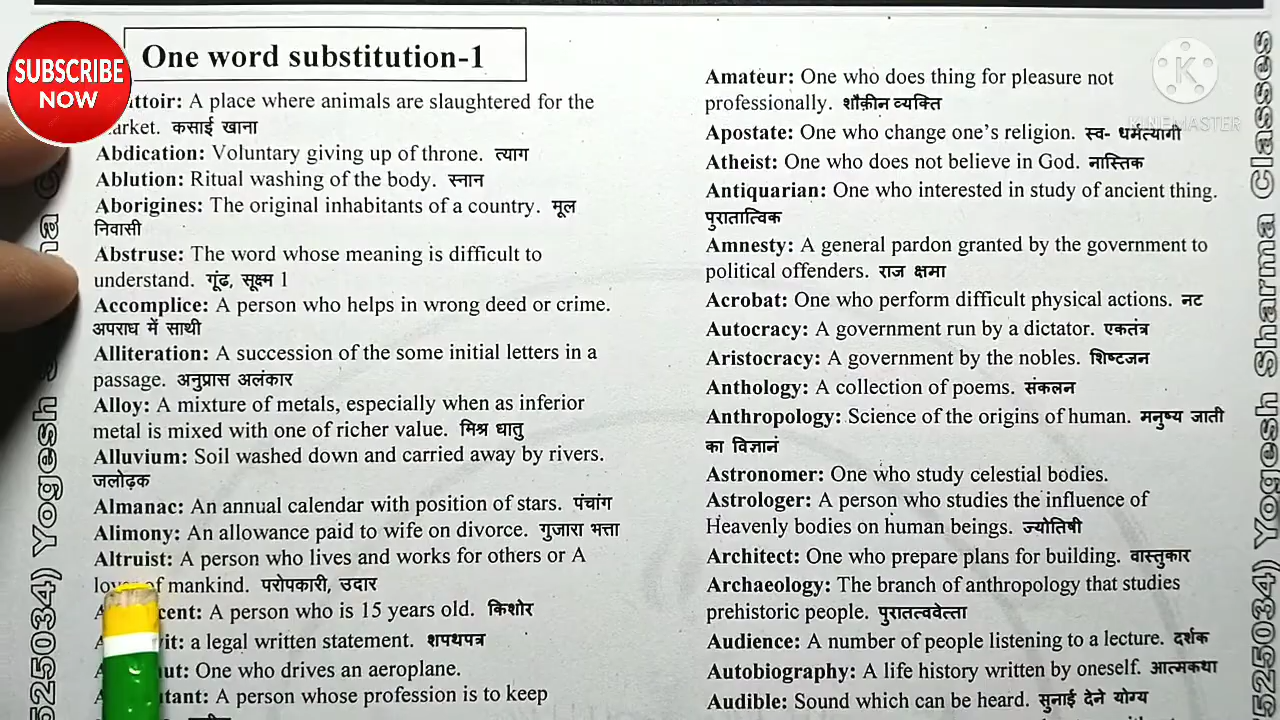 SUBSCRIBE
NOW
One word substitution-1
A place where animals are slaughtered for the
market. कसाई खाना
Abdication: Voluntary giving up of throne. त्याग
Ablution: Ritual washing of the body. स्नान
Aborigines: The original inhabitants of a country. मूल
निवासी
Abstruse: The word whose meaning is difficult to
understand. गूंढ, सूक्ष्म 1
Accomplice: A person who helps in wrong deed or crime.
अपराघ में साथी
Alliteration: A succession of the some initial letters in a
passage. अनुप्रास अलंकार
Alloy: A mixture of metals, especially when as inferior
metal is mixed with one of richer value. मिश्र धातु
Alluvium: Soil washed down and carried away by rivers.
जलोढ़क
Almanac: An annual calendar with position of stars. पंचांग
Alimony: An allowance paid to wife on divorce. गुजारा भत्ता
Altruist: A person who lives and works for others or A
lover of mankind. परोपकारी, उदार
A person who is 15 years old. किशोर
a legal written statement. शपथपत्र
One who drives an aeroplane.
A person whose profession is to keep
Amateur: One who does thing for pleasure not
professionally. शौक़ीन व्यक्ति
Apostate: One who change one's religion. स्व- धर्मत्यागी
Atheist: One who does not believe in God. नास्तिक
Antiquarian: One who interested in study of ancient thing.
पुरातात्विक
Amnesty: A general pardon granted by the government to
political offenders. राज क्षमा
Acrobat: One who perform difficult physical actions. नट
Autocracy: A government run by a dictator. एकतंत्र
Aristocracy: A government by the nobles. शिष्टजन
Anthology: A collection of poems. संकलन
Anthropology: Science of the origins of human. मनुष्य जाती
का विज्ञानं
Astronomer: One who study celestial bodies.
Astrologer: A person who studies the influence of
Heavenly bodies on human beings. ज्योतिषी
Architect: One who prepare plans for building. वास्तुकार
Archaeology: The branch of anthropology that studies
prehistoric people. पुरातत्ववेत्ता
Audience: A number of people listening to a lecture. दर्शक
Autobiography: A life history written by oneself. आत्मकथा
Audible: Sound which can be heard. सुनाई देने योग्य
K
KINEMASTER
525034) Yogesh
525034) Yogesh Sharma Classes